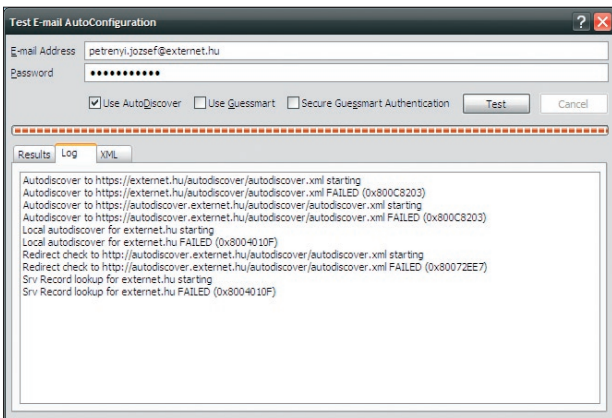 Test E-mail AutoConfiguration
E-mail Address petrenyi.jozsef@externet.hu
Password •••••••••••
Use AutoDiscover Use Guessmart Secure Guessmart Authentication Test Cancel
Results Log XML
Autodiscover to https://externet.hu/autodiscover/autodiscover.xml starting
Autodiscover to https://externet.hu/autodiscover/autodiscover.xml FAILED (0x800C8203)
Autodiscover to https://autodiscover.externet.hu/autodiscover/autodiscover.xml starting
Autodiscover to https://autodiscover.externet.hu/autodiscover/autodiscover.xml FAILED (0x800C8203)
Local autodiscover for externet.hu starting
Local autodiscover for externet.hu FAILED (0x8004010F)
Redirect check to http://autodiscover.externet.hu/autodiscover/autodiscover.xml starting
Redirect check to http://autodiscover.externet.hu/autodiscover/autodiscover.xml FAILED (0x80072EE7)
Srv Record lookup for externet.hu starting
Srv Record lookup for externet.hu FAILED (0x8004010F)